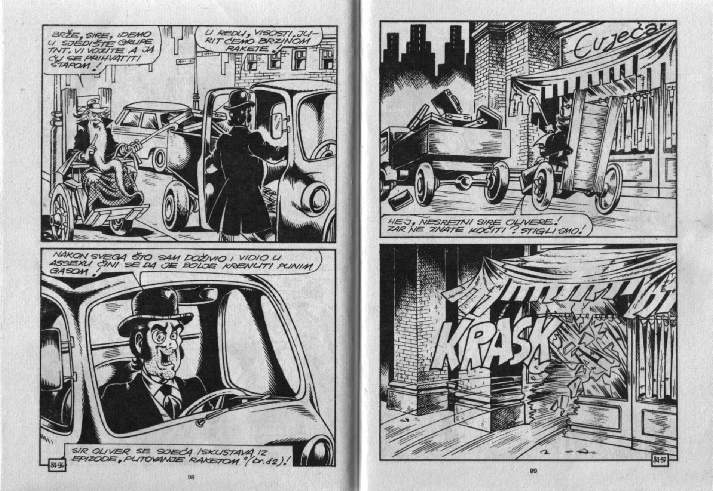 BRŽE, SIRE, IDEMO
U SJEDIŠTE GRUPE
TNT. VI VOZITE A JA
ĆU SE PRIHVATITI
ŠTAPOM!
U REDU, VISOSTI, JU-
RIT ĆEMO BRZINOM
RAKETE!
NAKON SVEGA ŠTO SAM DOŽIVIO I VIDIO U
ASSEXU ČINI SE DA JE BOLJE KRENUTI PUNIM
GASOM!
SIR OLIVER SE SJEĆA ISKUSTAVA IZ
EPIZODE „PUTOVANJE RAKETOM" (br. 42)!
98
Cvjećar
HEJ, NESRETNI SIRE OLIVERE!
ZAR NE ZNATE KOČITI? STIGLI SMO!
KRASK
99